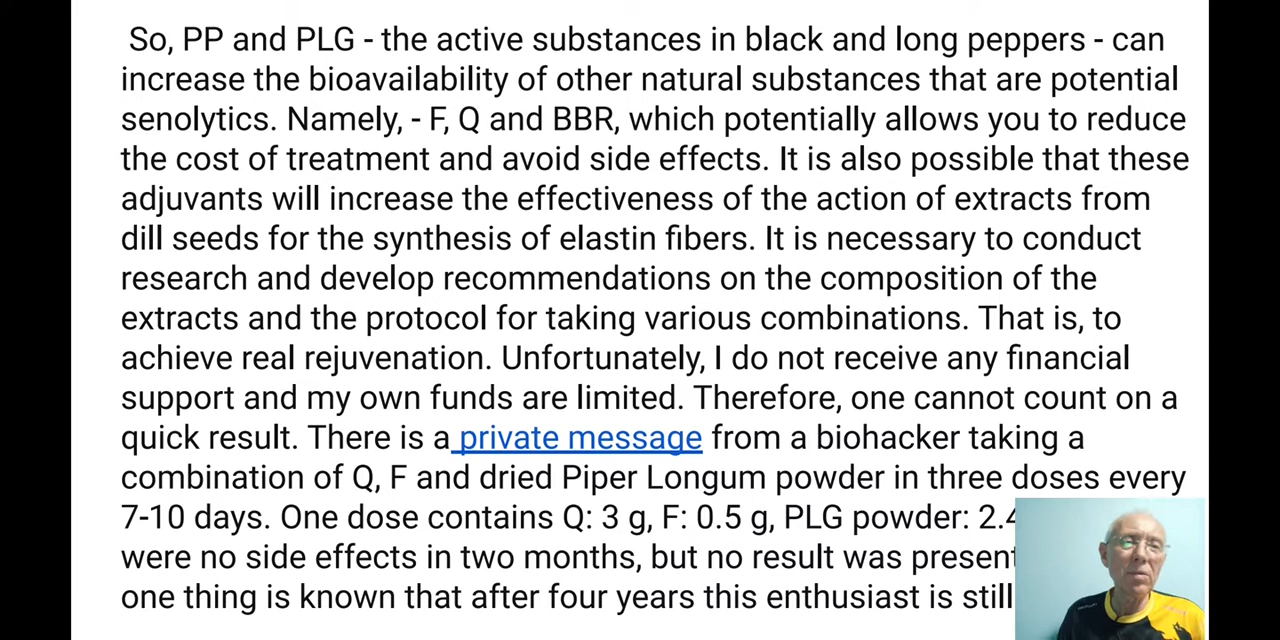 So, PP and PLG - the active substances in black and long peppers - can
increase the bioavailability of other natural substances that are potential
senolytics. Namely, - F, Q and BBR, which potentially allows you to reduce
the cost of treatment and avoid side effects. It is also possible that these
adjuvants will increase the effectiveness of the action of extracts from
dill seeds for the synthesis of elastin fibers. It is necessary to conduct
research and develop recommendations on the composition of the
extracts and the protocol for taking various combinations. That is, to
achieve real rejuvenation. Unfortunately, I do not receive any financial
support and my own funds are limited. Therefore, one cannot count on a
quick result. There is a private message from a biohacker taking a
combination of Q, F and dried Piper Longum powder in three doses every
7-10 days. One dose contains Q: 3 g, F: 0.5 g, PLG powder: 2.4
were no side effects in two months, but no result was present
one thing is known that after four years this enthusiast is still